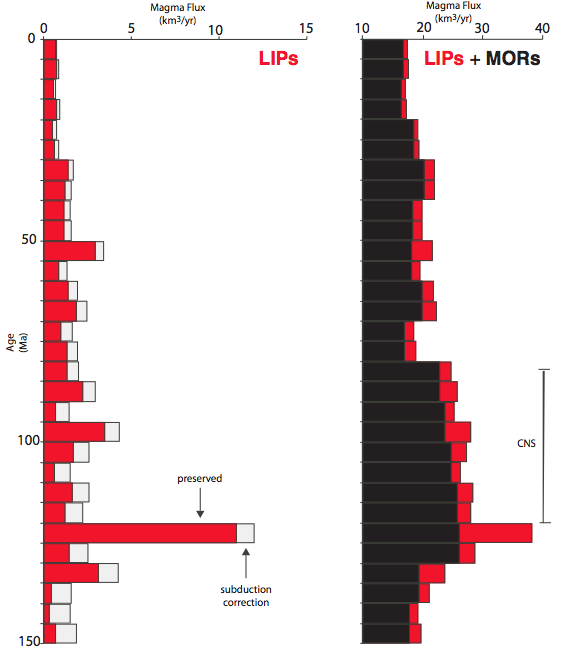 Magma Flux
(km3/yr)
0 5 10 15
LIPs
0
50
100
150
Age
(Ma)
preserved
subduction
correction
Magma Flux
(km³/yr)
10 20 30 40
LIPs + MORs
CNS